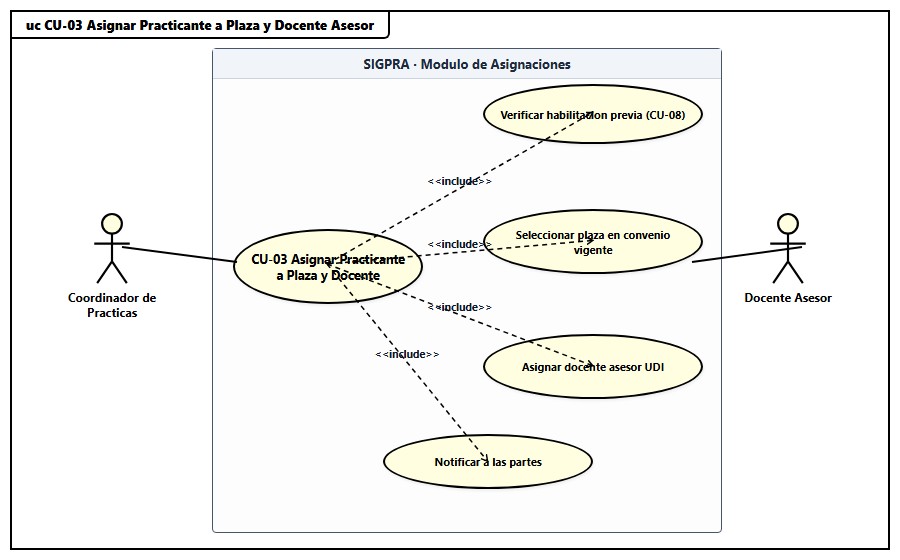 uc CU-03 Asignar Practicante a Plaza y Docente Asesor
SIGPRA · Modulo de Asignaciones
Verificar habilitacion previa (CU-08)
<<include>>
Seleccionar plaza en convenio
vigente
<<include>>
CU-03 Asignar Practicante
a Plaza y Docente
Coordinador de
Practicas
Docente Asesor
<<include>>
<<include>>
Asignar docente asesor UDI
Notificar a las partes